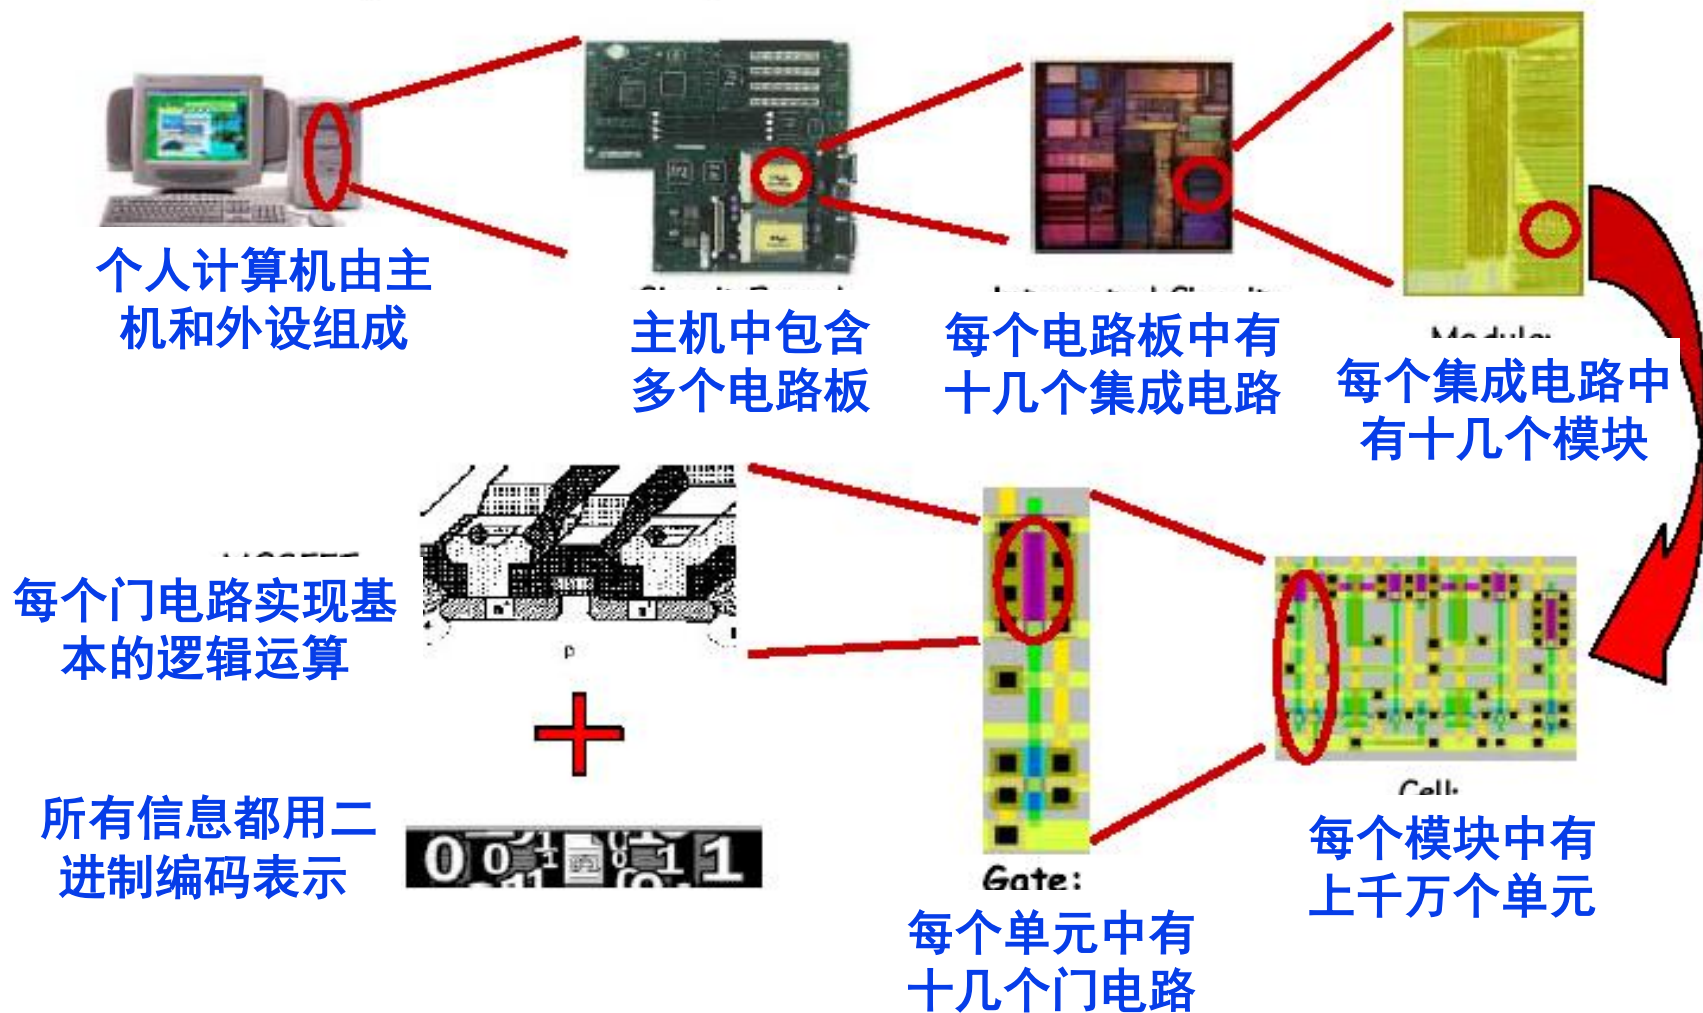 个人计算机由主
机和外设组成
主机中包含
多个电路板
每个电路板中有
十几个集成电路
每个集成电路中
有十几个模块
每个门电路实现基
本的逻辑运算
p
所有信息都用二
进制编码表示
0 0 1 1
Gate:
每个单元中有
十几个门电路
Cell:
每个模块中有
上千万个单元